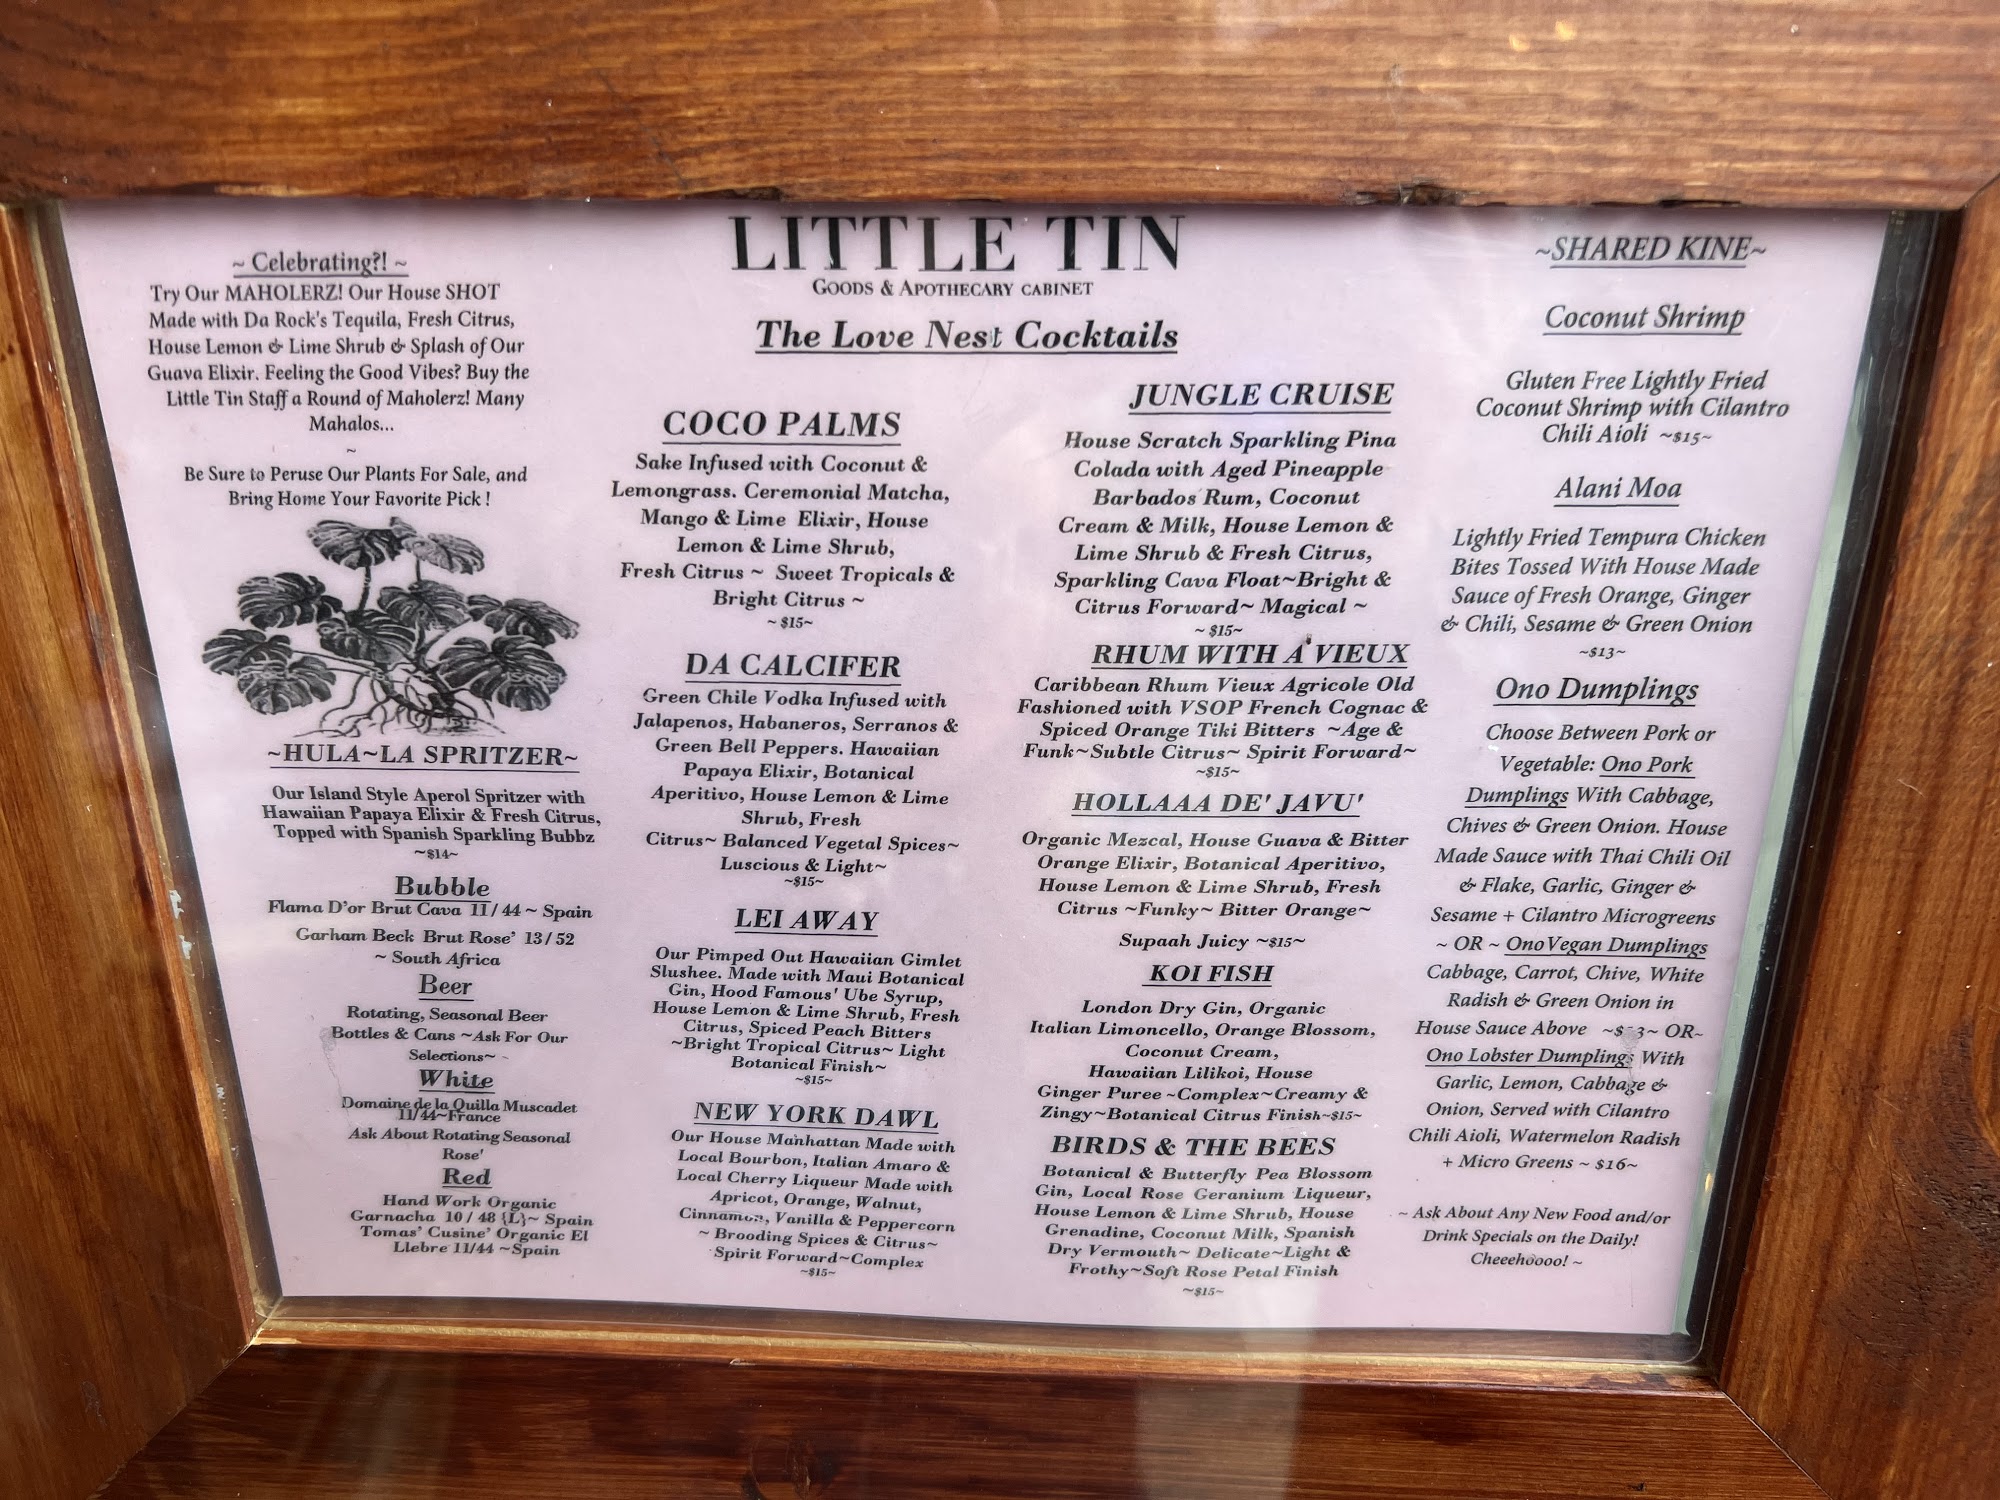 ~ Celebrating?! ~
Try Our MAHOLERZ! Our House SHOT
Made with Da Rock's Tequila, Fresh Citrus,
House Lemon & Lime Shrub & Splash of Our
Guava Elixir. Feeling the Good Vibes? Buy the
Little Tin Staff a Round of Maholerz! Many
Mahalos...
~
Be Sure to Peruse Our Plants For Sale, and
Bring Home Your Favorite Pick !
~HULA~LA SPRITZER~
Our Island Style Aperol Spritzer with
Hawaiian Papaya Elixir & Fresh Citrus,
Topped with Spanish Sparkling Bubbz
~$14~
Bubble
Flama D'or Brut Cava 11/44 ~ Spain
Garham Beck Brut Rose' 13/52
~ South Africa
Beer
Rotating, Seasonal Beer
Bottles & Cans ~Ask For Our
Selections~
White
Domaine de la Quilla Muscadet
11/44~France
Ask About Rotating Seasonal
Rose'
Red
Hand Work Organic
Garnacha 10 / 48 {L}~ Spain
Tomas' Cusine' Organic El
Llebre 11/44 ~Spain
LITTLE TIN
GOODS & APOTHECARY CABINET
The Love Nest Cocktails
COCO PALMS
Sake Infused with Coconut &
Lemongrass. Ceremonial Matcha,
Mango & Lime Elixir, House
Lemon & Lime Shrub,
Fresh Citrus ~ Sweet Tropicals &
Bright Citrus ~
~ $15~
DA CALCIFER
Green Chile Vodka Infused with
Jalapenos, Habaneros, Serranos &
Green Bell Peppers. Hawaiian
Papaya Elixir, Botanical
Aperitivo, House Lemon & Lime
Shrub, Fresh
Citrus~ Balanced Vegetal Spices~
Luscious & Light~
~$15~
LEI AWAY
Our Pimped Out Hawaiian Gimlet
Slushee. Made with Maui Botanical
Gin, Hood Famous' Ube Syrup,
House Lemon & Lime Shrub, Fresh
Citrus, Spiced Peach Bitters
~Bright Tropical Citrus~ Light
Botanical Finish~
~$15~
NEW YORK DAWL
Our House Manhattan Made with
Local Bourbon, Italian Amaro &
Local Cherry Liqueur Made with
Apricot, Orange, Walnut,
Cinnamon, Vanilla & Peppercorn
~ Brooding Spices & Citrus~
Spirit Forward~Complex
~$15~
JUNGLE CRUISE
House Scratch Sparkling Pina
Colada with Aged Pineapple
Barbados Rum, Coconut
Cream & Milk, House Lemon &
Lime Shrub & Fresh Citrus,
Sparkling Cava Float~Bright &
Citrus Forward~ Magical ~
~ $15~
RHUM WITH A VIEUX
Caribbean Rhum Vieux Agricole Old
Fashioned with VSOP French Cognac &
Spiced Orange Tiki Bitters ~Age &
Funk~Subtle Citrus~ Spirit Forward~
~$15~
HOLLAAA DE' JAVU'
Organic Mezcal, House Guava & Bitter
Orange Elixir, Botanical Aperitivo,
House Lemon & Lime Shrub, Fresh
Citrus ~Funky~ Bitter Orange~
Supaah Juicy ~$15~
KOI FISH
London Dry Gin, Organic
Italian Limoncello, Orange Blossom,
Coconut Cream,
Hawaiian Lilikoi, House
Ginger Puree ~Complex~Creamy &
Zingy~Botanical Citrus Finish~$15~
BIRDS & THE BEES
Botanical & Butterfly Pea Blossom
Gin, Local Rose Geranium Liqueur,
House Lemon & Lime Shrub, House
Grenadine, Coconut Milk, Spanish
Dry Vermouth~ Delicate~Light &
Frothy~Soft Rose Petal Finish
~$15~
~SHARED KINE~
Coconut Shrimp
Gluten Free Lightly Fried
Coconut Shrimp with Cilantro
Chili Aioli ~$15~
Alani Moa
Lightly Fried Tempura Chicken
Bites Tossed With House Made
Sauce of Fresh Orange, Ginger
& Chili, Sesame & Green Onion
~$13~
Ono Dumplings
Choose Between Pork or
Vegetable: Ono Pork
Dumplings With Cabbage,
Chives & Green Onion. House
Made Sauce with Thai Chili Oil
& Flake, Garlic, Ginger &
Sesame + Cilantro Microgreens
~ OR ~ Ono Vegan Dumplings
Cabbage, Carrot, Chive, White
Radish & Green Onion in
House Sauce Above OR~
Ono Lobster Dumplings With
Garlic, Lemon, Cabbage &
Onion, Served with Cilantro
Chili Aioli, Watermelon Radish
+ Micro Greens ~ $16~
~ Ask About Any New Food and/or
Drink Specials on the Daily!
Cheeehoooo! ~